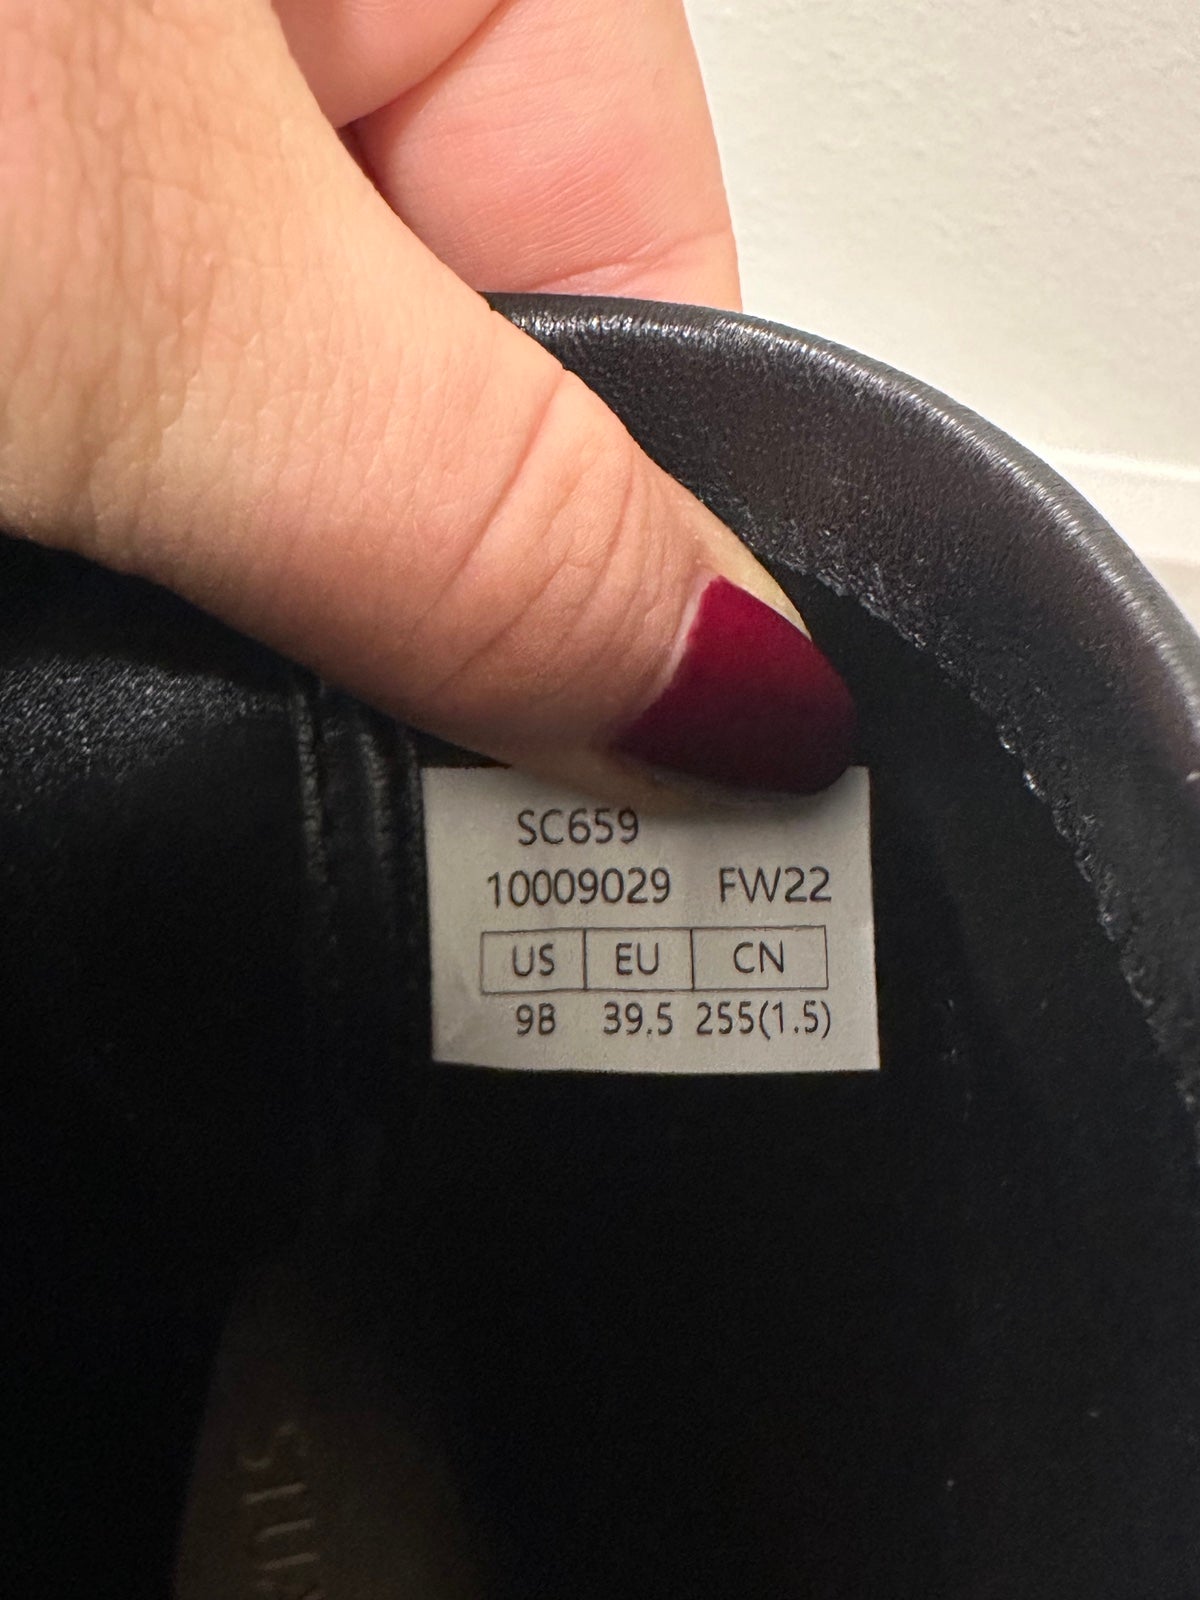 SC659
10009029 FW22
US EU CN
9B 39.5 255(1.5)